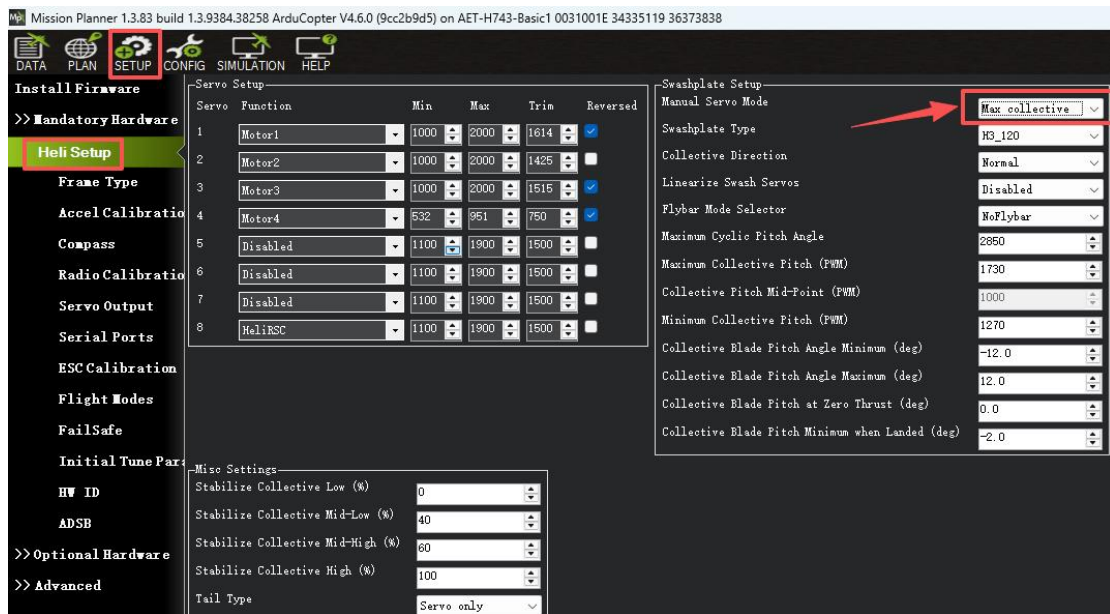 Mission Planner 1.3.83 build 1.3.9384.38258 ArduCopter V4.6.0 (9cc2b9d5) on AET-H743-Basic1 0031001E 34335119 36373838
DATA PLAN SETUP CONFIG SIMULATION HELP
Install Firmware
>> Mandatory Hardware
Heli Setup
Frame Type
Accel Calibratio
Compass
Radio Calibratio
Servo Output
Serial Ports
ESC Calibration
Flight Modes
FailSafe
Initial Tune Para
HW ID
ADSB
>> Optional Hardware
>> Advanced
Servo Setup
Servo Function Min Max Trim Reversed
1 Motor1 1000 2000 1614
2 Motor2 1000 2000 1425
3 Motor3 1000 2000 1515
4 Motor4 532 951 750
5 Disabled 1100 1900 1500
6 Disabled 1100 1900 1500
7 Disabled 1100 1900 1500
8 HeliRSC 1100 1900 1500
Misc Settings
Stabilize Collective Low (%) 0
Stabilize Collective Mid-Low (%) 40
Stabilize Collective Mid-High (%) 60
Stabilize Collective High (%) 100
Tail Type Servo only
Swashplate Setup
Manual Servo Mode Max collective
Swashplate Type H3_120
Collective Direction Normal
Linearize Swash Servos Disabled
Flybar Mode Selector NoFlybar
Maximum Cyclic Pitch Angle 2850
Maximum Collective Pitch (PWM) 1730
Collective Pitch Mid-Point (PWM) 1000
Minimum Collective Pitch (PWM) 1270
Collective Blade Pitch Angle Minimum (deg) -12.0
Collective Blade Pitch Angle Maximum (deg) 12.0
Collective Blade Pitch at Zero Thrust (deg) 0.0
Collective Blade Pitch Minimum when Landed (deg) -2.0